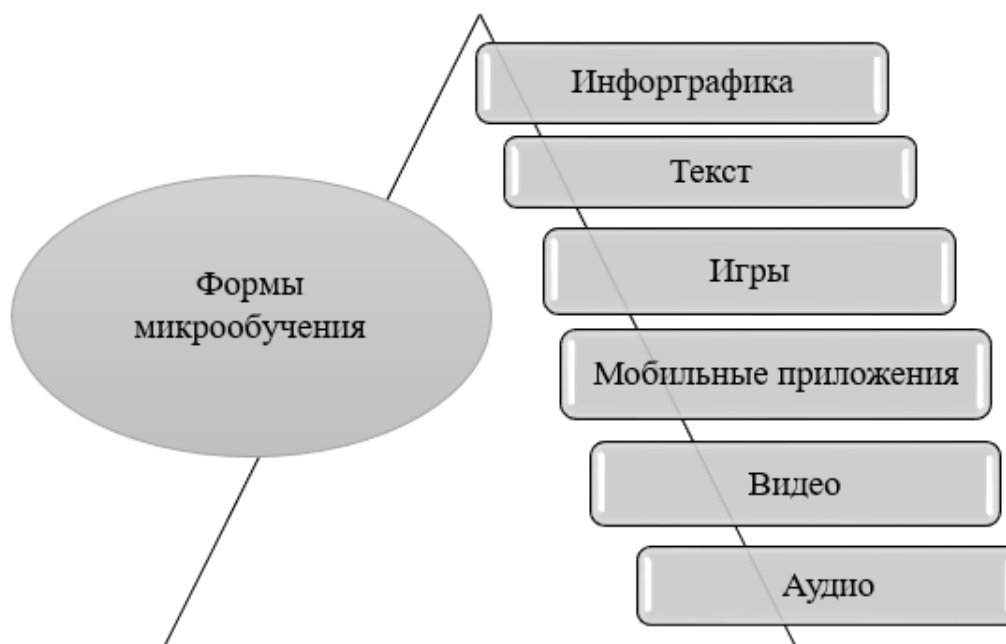 Инфорграфика
Текст
Формы
микрообучения
Игры
Мобильные приложения
Видео
Аудио